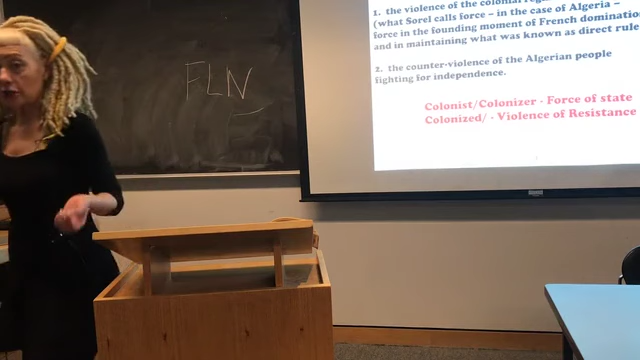 1. the violence of the colonial
(what Sorel calls force – in the case of Algeria –
force in the founding moment of French domination
and in maintaining what was known as direct rule
2. the counter-violence of the Algerian people
fighting for independence.
Colonist/Colonizer - Force of state
Colonized/ - Violence of Resistance
FLN